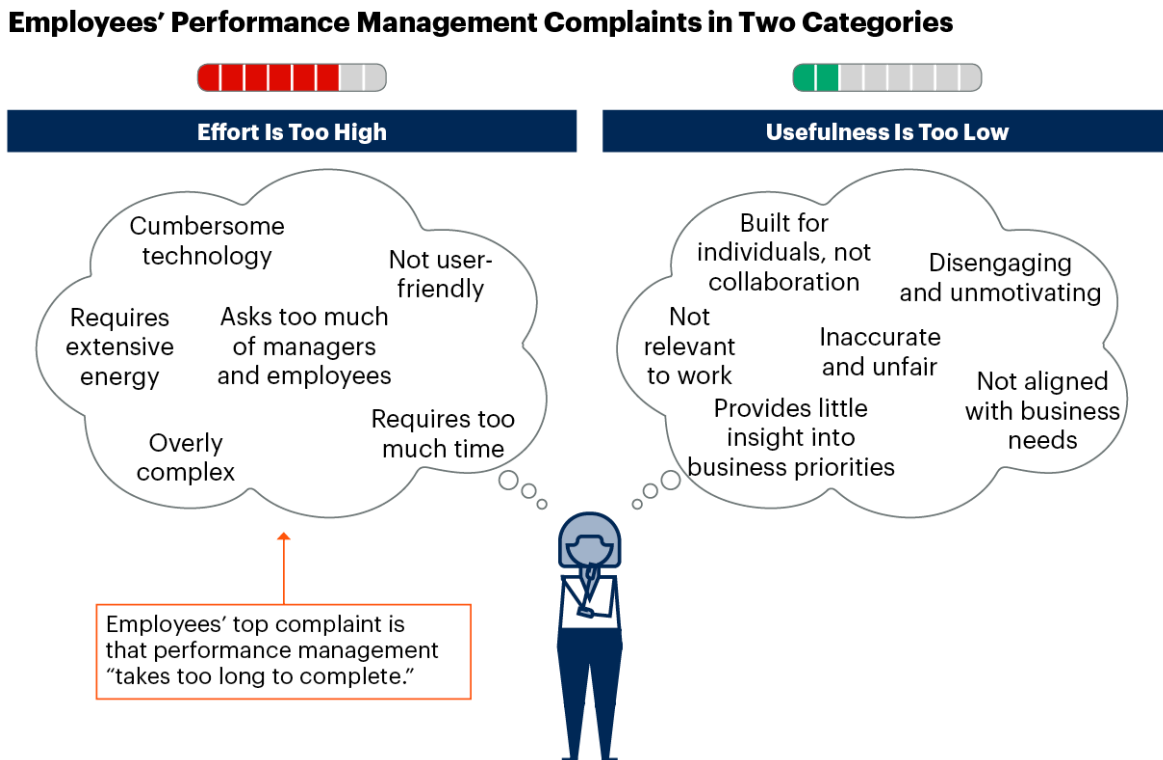 Employees’ Performance Management Complaints in Two Categories
Effort Is Too High
Cumbersome
technology
Not user-
friendly
Requires
extensive
energy
Asks too much
of managers
and employees
Requires too
much time
Overly
complex
Employees’ top complaint is
that performance management
“takes too long to complete.”
Usefulness Is Too Low
Built for
individuals, not
collaboration
Disengaging
and unmotivating
Not
relevant
to work
Inaccurate
and unfair
Not aligned
with business
needs
Provides little
insight into
business priorities